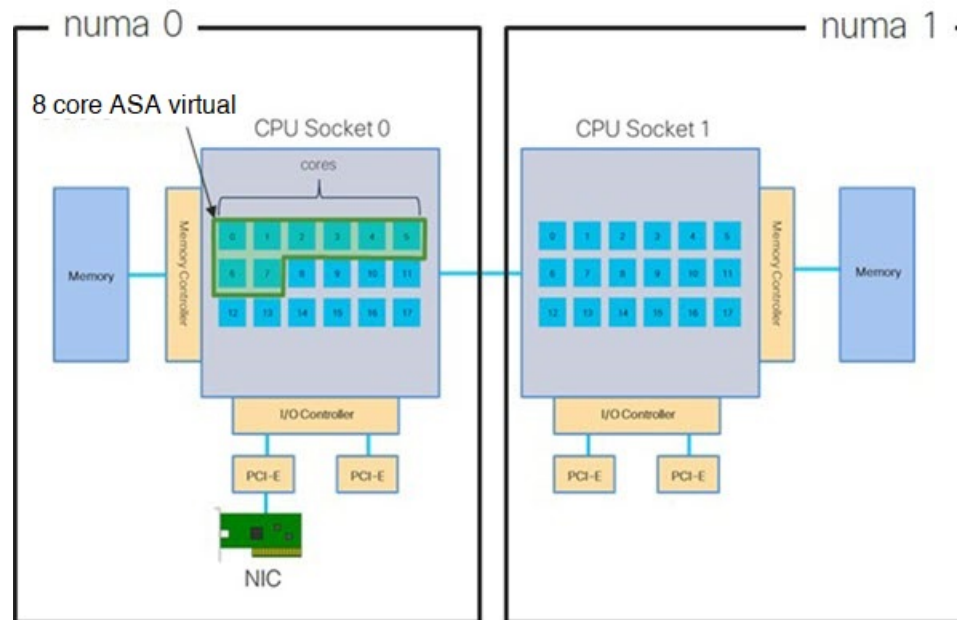 numa 0
numa 1
8 core ASA virtual
CPU Socket 0
CPU Socket 1
cores
0 1 2 3 4 5
6 7 8 9 10 11
12 13 14 15 16 17
0 1 2 3 4 5
6 7 8 9 10 11
12 13 14 15 16 17
Memory
Memory Controller
Memory Controller
Memory
I/O Controller
I/O Controller
PCI-E
PCI-E
PCI-E
PCI-E
NIC